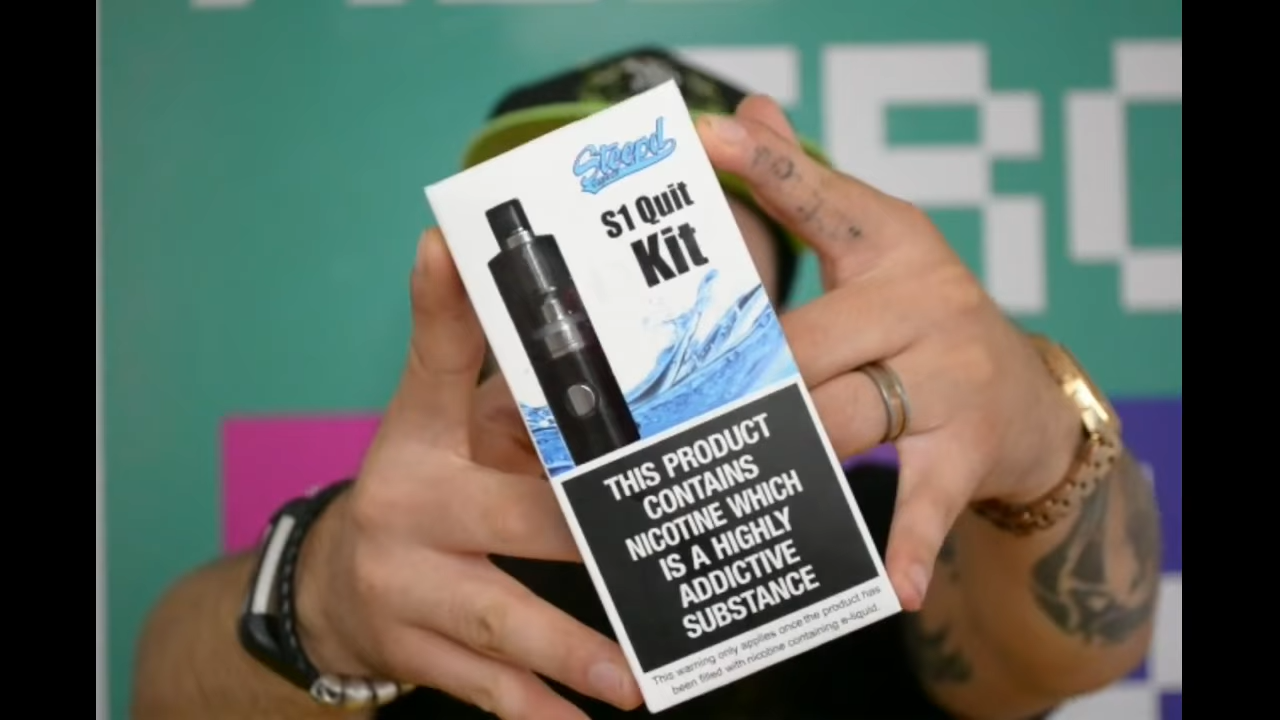 Steepd
S1 Quit
Kit
THIS PRODUCT
CONTAINS
NICOTINE WHICH
IS A HIGHLY
ADDICTIVE
SUBSTANCE
This warning only applies once the product has
been filled with nicotine containing e-liquid.